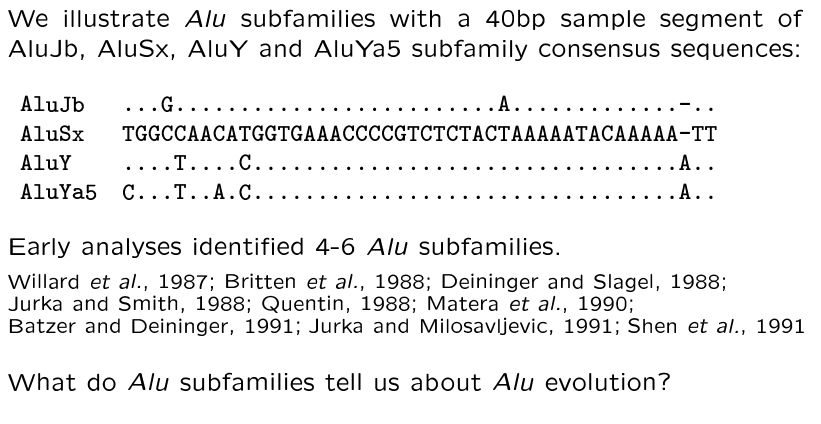 We illustrate Alu subfamilies with a 40bp sample segment of
AluJb, AluSx, AluY and AluYa5 subfamily consensus sequences:
AluJb ...G.........................A.............-..
AluSx TGGCCAACATGGTGAAACCCCGTCTCTACTAAAAATACAAAAA-TT
AluY ....T....C.................................A..
AluYa5 C...T..A.C.................................A..
Early analyses identified 4-6 Alu subfamilies.
Willard et al., 1987; Britten et al., 1988; Deininger and Slagel, 1988;
Jurka and Smith, 1988; Quentin, 1988; Matera et al., 1990;
Batzer and Deininger, 1991; Jurka and Milosavljevic, 1991; Shen et al., 1991
What do Alu subfamilies tell us about Alu evolution?